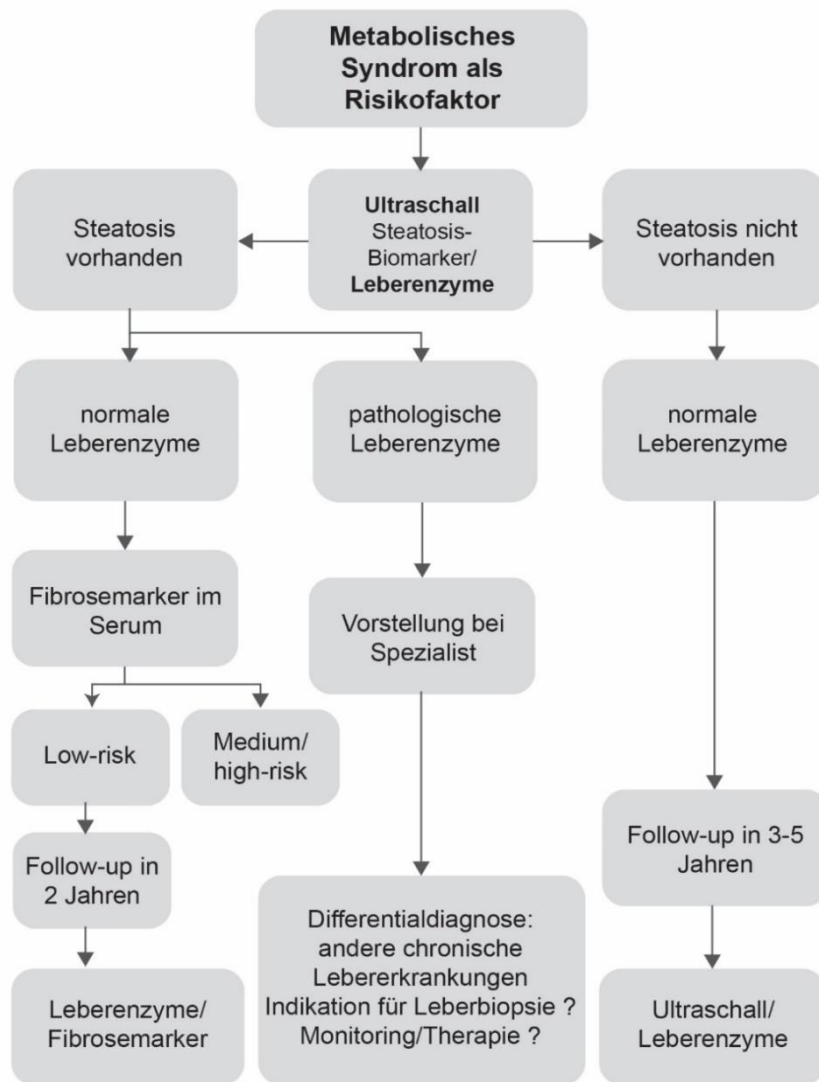 Metabolisches
Syndrom als
Risikofaktor
Steatosis
vorhanden
Ultraschall
Steatosis-
Biomarker/
Leberenzyme
Steatosis nicht
vorhanden
normale
Leberenzyme
pathologische
Leberenzyme
normale
Leberenzyme
Fibrosemarker im
Serum
Vorstellung bei
Spezialist
Low-risk
Medium/
high-risk
Follow-up in
2 Jahren
Follow-up in 3-5
Jahren
Leberenzyme/
Fibrosemarker
Differentialdiagnose:
andere chronische
Lebererkrankungen
Indikation für Leberbiopsie ?
Monitoring/Therapie ?
Ultraschall/
Leberenzyme